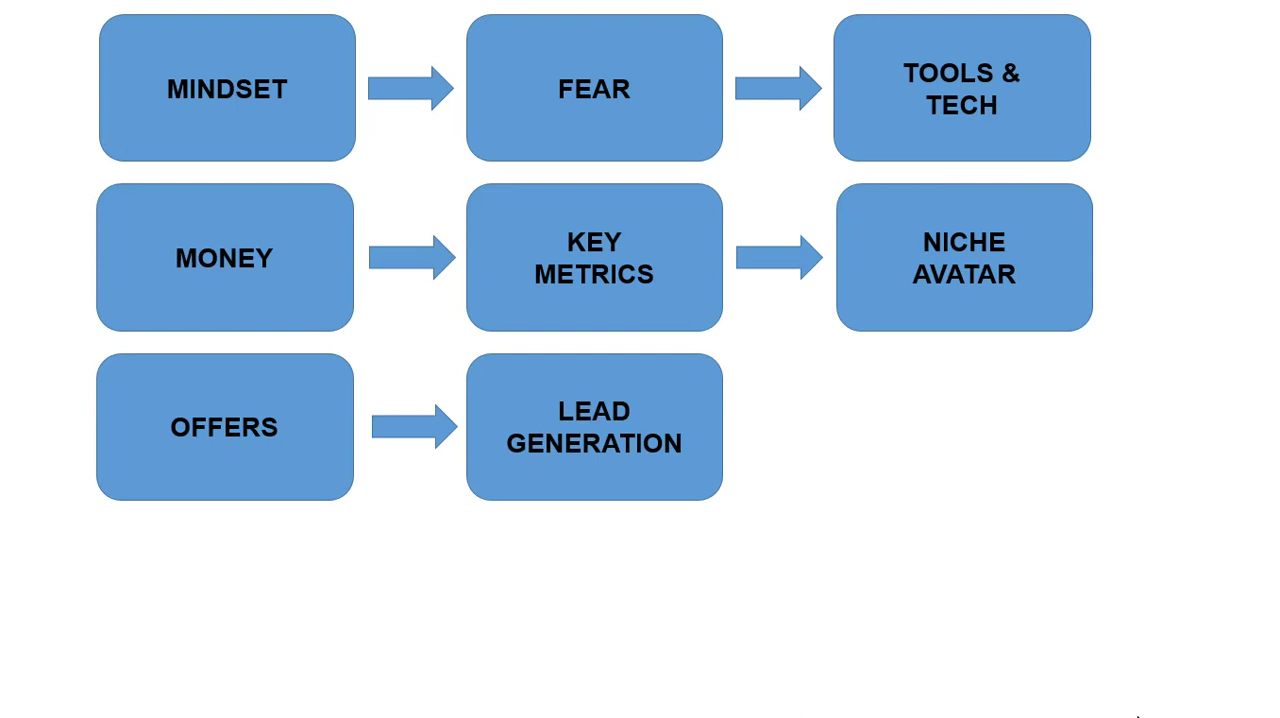 MINDSET
FEAR
TOOLS &
TECH
MONEY
KEY
METRICS
NICHE
AVATAR
OFFERS
LEAD
GENERATION